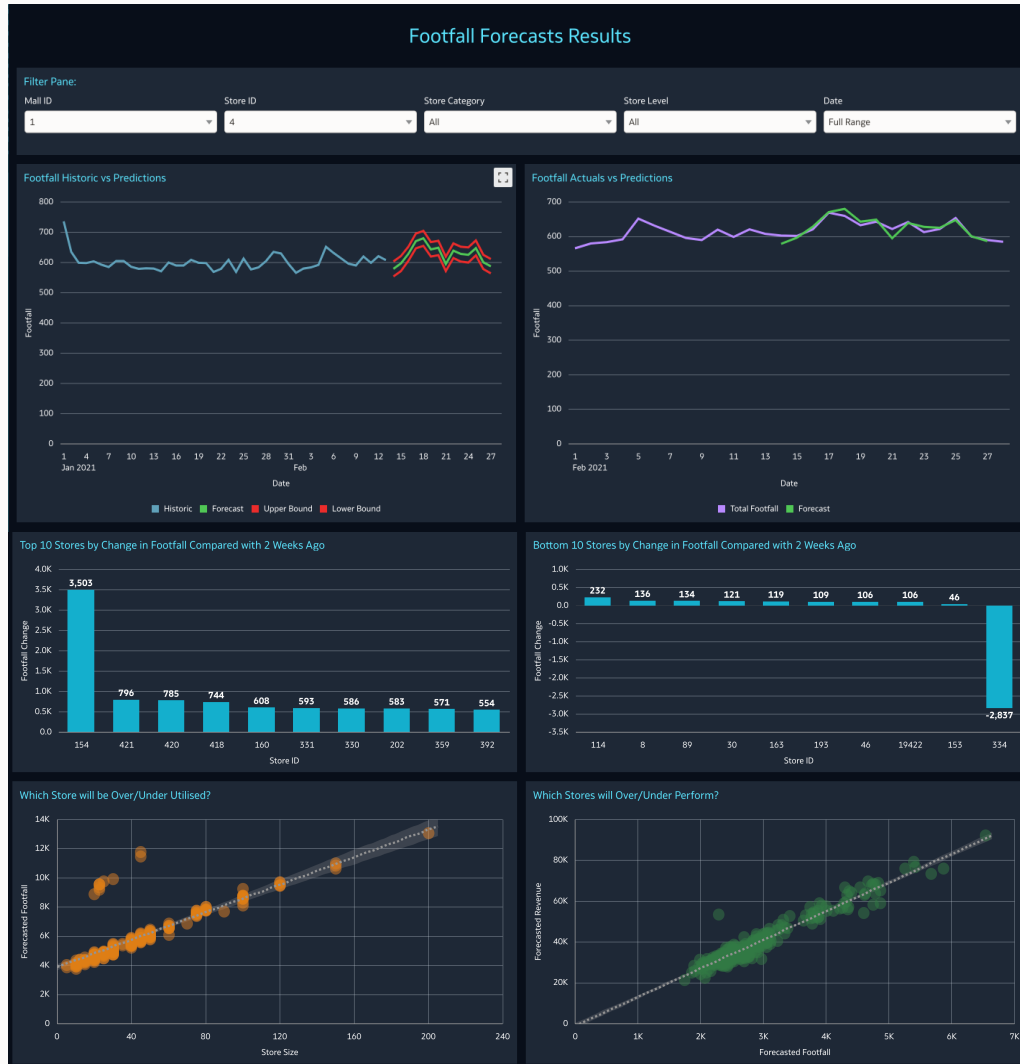 Footfall Forecasts Results
Filter Pane:
Mall ID Store ID Store Category Store Level Date
1 4 All All Full Range
Footfall Historic vs Predictions
800
700
600
500
400
300
200
100
0
Footfall
1 4 7 10 13 16 19 22 25 28 31 3 6 9 12 15 18 21 24 27
Jan 2021 Feb
Date
Historic Forecast Upper Bound Lower Bound
Footfall Actuals vs Predictions
700
600
500
400
300
200
100
0
Footfall
1 3 5 7 9 11 13 15 17 19 21 23 25 27
Feb 2021
Date
Total Footfall Forecast
Top 10 Stores by Change in Footfall Compared with 2 Weeks Ago
4.0K
3.5K
3.0K
2.5K
2.0K
1.5K
1.0K
0.5K
0.0
Footfall Change
3,503 796 785 744 608 593 586 583 571 554
154 421 420 418 160 331 330 202 359 392
Store ID
Bottom 10 Stores by Change in Footfall Compared with 2 Weeks Ago
1.0K
0.5K
0.0
-0.5K
-1.0K
-1.5K
-2.0K
-2.5K
-3.0K
-3.5K
Footfall Change
232 136 134 121 119 109 106 106 46 -2,837
114 8 89 30 163 193 46 19422 153 334
Store ID
Which Store will be Over/Under Utilised?
14K
12K
10K
8K
6K
4K
2K
0
Forecasted Footfall
0 40 80 120 160 200 240
Store Size
Which Stores will Over/Under Perform?
100K
80K
60K
40K
20K
0
Forecasted Revenue
0 1K 2K 3K 4K 5K 6K 7K
Forecasted Footfall